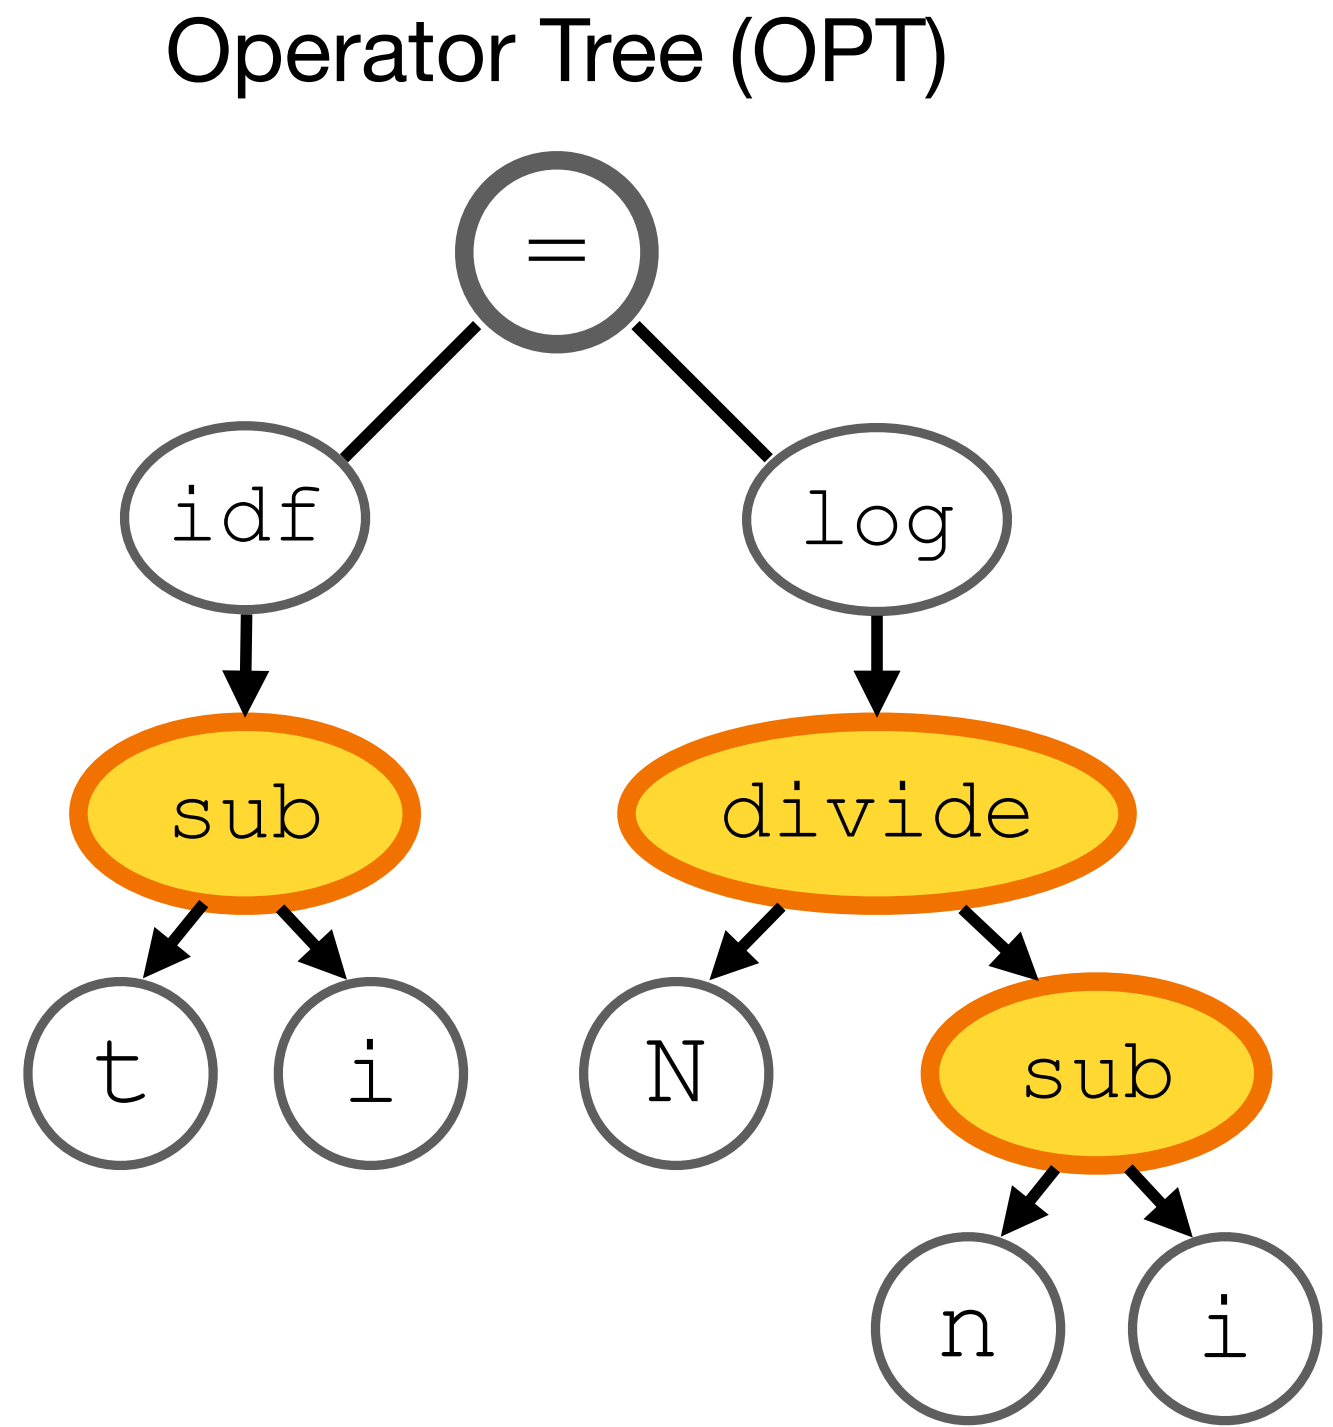 Operator Tree (OPT)
=
idf log
sub divide
t i N sub
n i